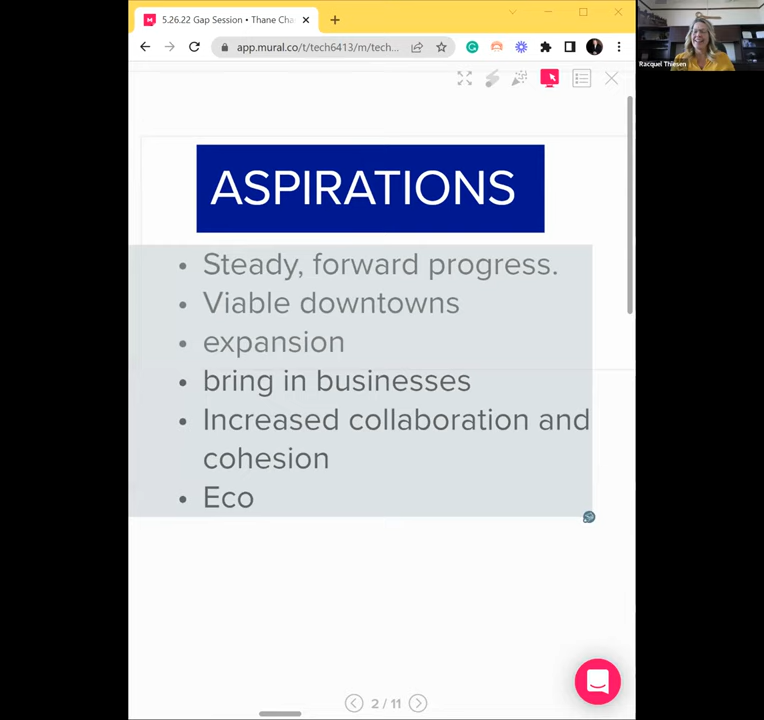 5.26.22 Gap Session • Thane Cha
app.mural.co/t/tech6413/m/tech...
Racquel Thiesen
ASPIRATIONS
• Steady, forward progress.
• Viable downtowns
• expansion
• bring in businesses
• Increased collaboration and
cohesion
• Eco
2 / 11